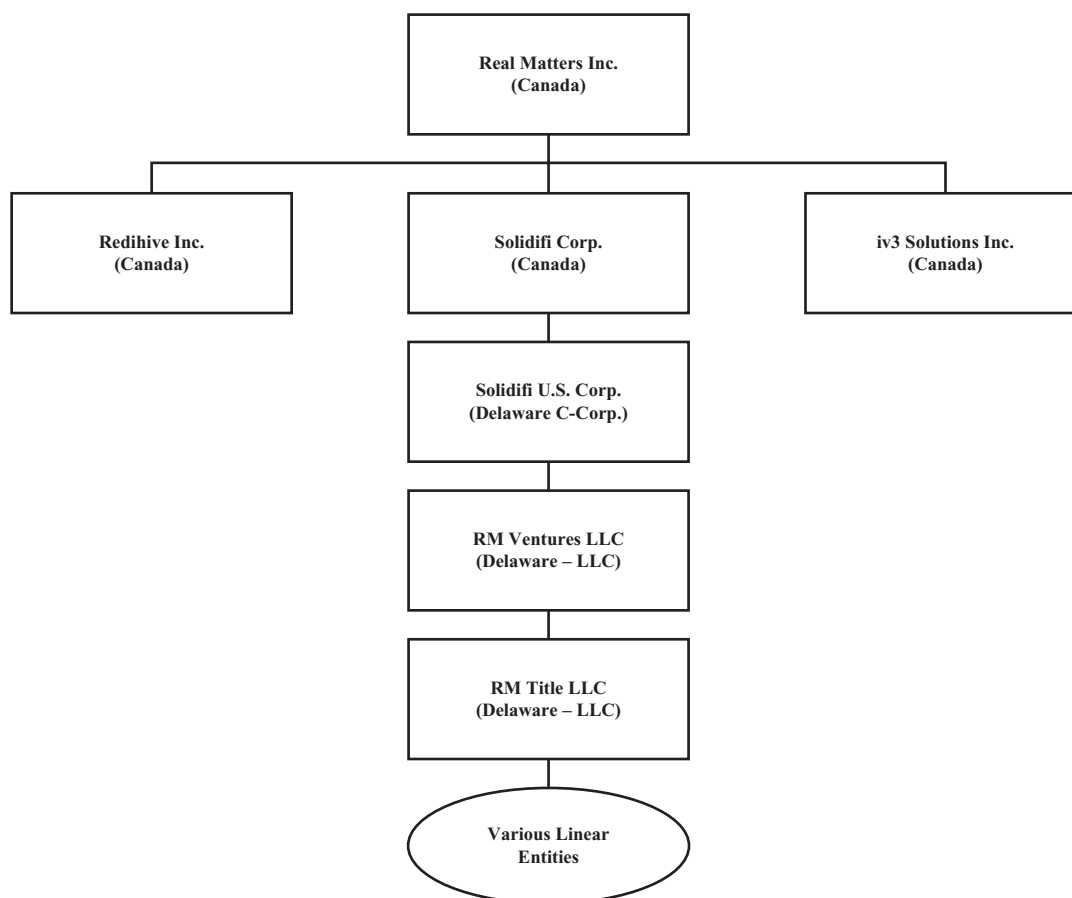 Real Matters Inc.
(Canada)
Redihive Inc.
(Canada)
Solidifi Corp.
(Canada)
iv3 Solutions Inc.
(Canada)
Solidifi U.S. Corp.
(Delaware C-Corp.)
RM Ventures LLC
(Delaware – LLC)
RM Title LLC
(Delaware – LLC)
Various Linear
Entities